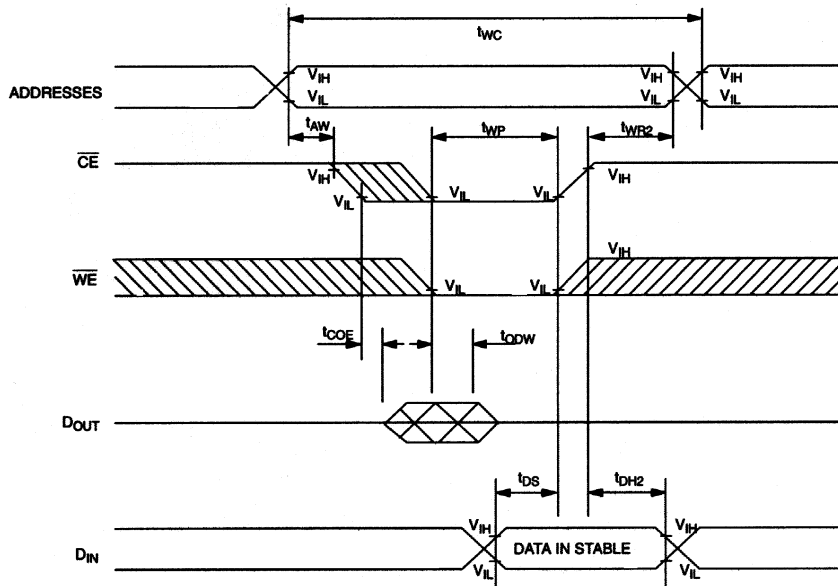 tWC
VIH VIH VIH
ADDRESSES
VIL VIL VIL
tAW tWP tWR2
CE
VIH VIH
VIL VIL VIL
VIH
WE
VIL VIL
tCOE tODW
DOUT
tDS tDH2
VIH VIH
DIN DATA IN STABLE
VIL VIL